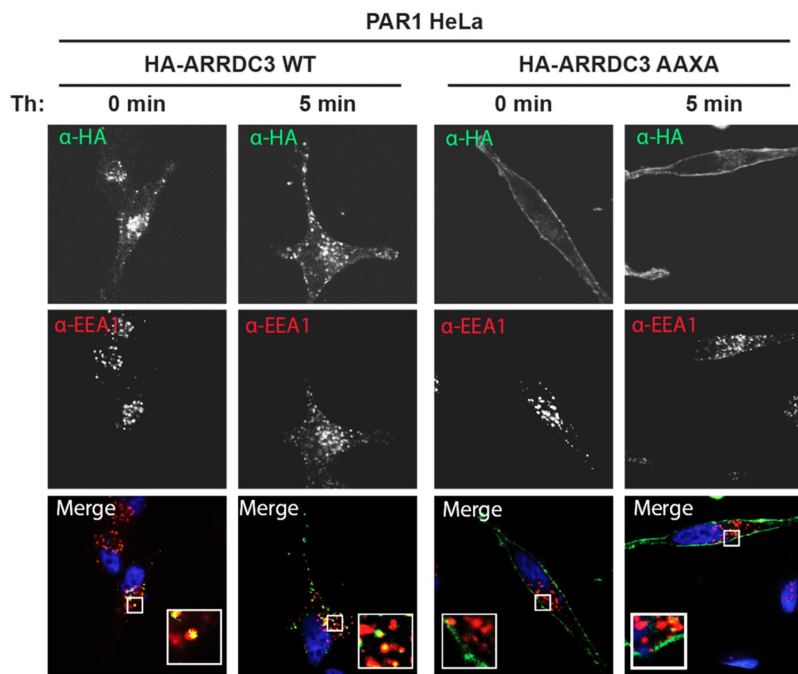 PAR1 HeLa
HA-ARRDC3 WT HA-ARRDC3 AAXA
Th: 0 min 5 min 0 min 5 min
α-HA α-HA α-HA α-HA
α-EEA1 α-EEA1 α-EEA1 α-EEA1
Merge Merge Merge Merge